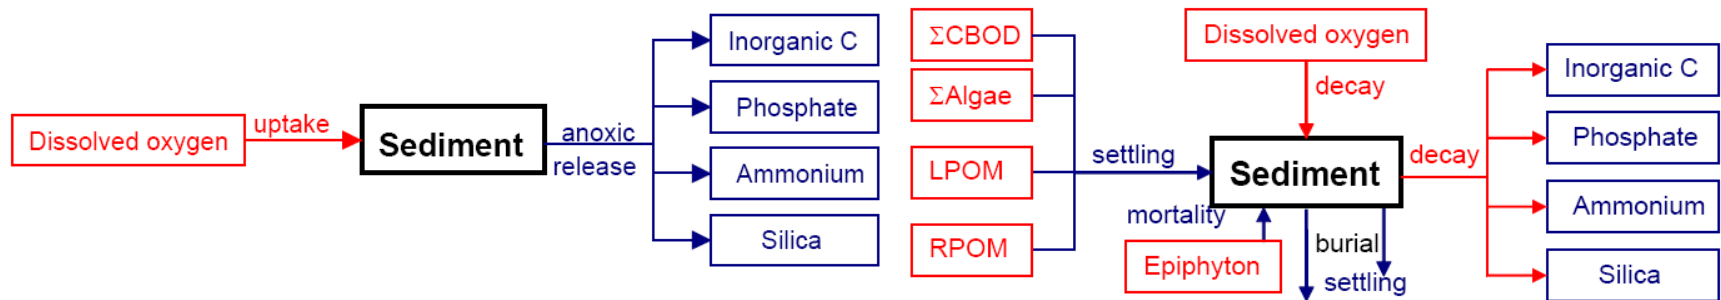 Dissolved oxygen
uptake
Sediment
anoxic
release
Inorganic C
Phosphate
Ammonium
Silica
ΣCBOD
ΣAlgae
LPOM
RPOM
settling
Dissolved oxygen
decay
Sediment
mortality
Epiphyton
burial
settling
decay
Inorganic C
Phosphate
Ammonium
Silica